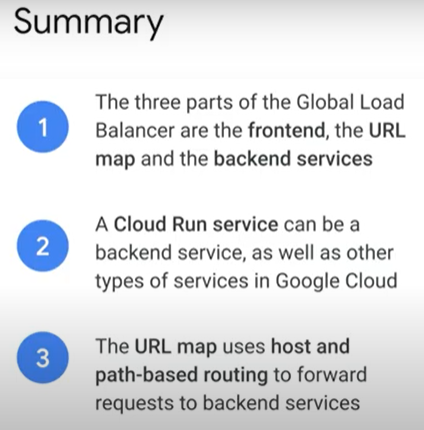 Summary
1
The three parts of the Global Load
Balancer are the frontend, the URL
map and the backend services
2
A Cloud Run service can be a
backend service, as well as other
types of services in Google Cloud
3
The URL map uses host and
path-based routing to forward
requests to backend services